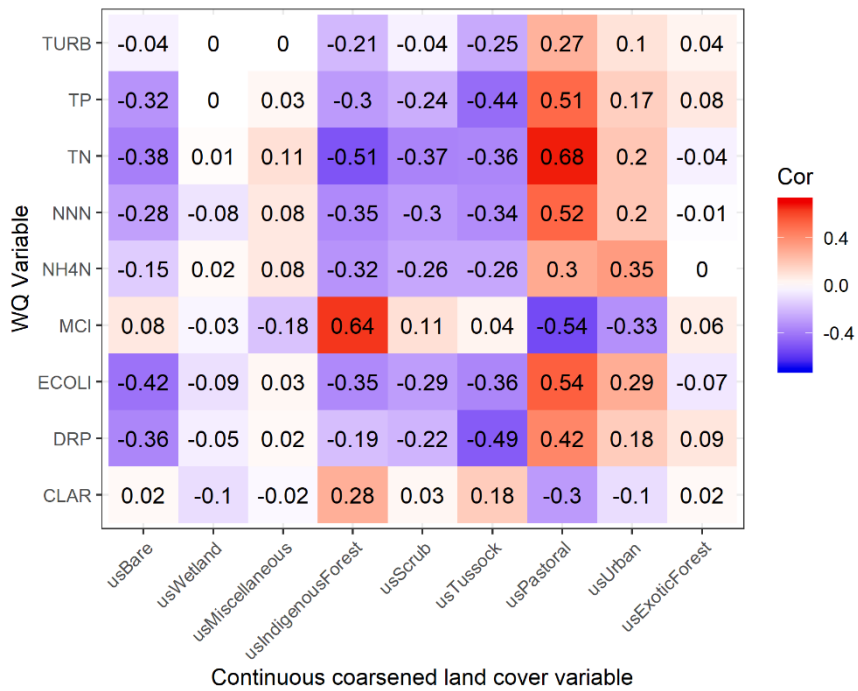 TURB -0.04 0 0 -0.21 -0.04 -0.25 0.27 0.1 0.04
TP -0.32 0 0.03 -0.3 -0.24 -0.44 0.51 0.17 0.08
TN -0.38 0.01 0.11 -0.51 -0.37 -0.36 0.68 0.2 -0.04
NNN -0.28 -0.08 0.08 -0.35 -0.3 -0.34 0.52 0.2 -0.01
NH4N -0.15 0.02 0.08 -0.32 -0.26 -0.26 0.3 0.35 0
MCI 0.08 -0.03 -0.18 0.64 0.11 0.04 -0.54 -0.33 0.06
ECOLI -0.42 -0.09 0.03 -0.35 -0.29 -0.36 0.54 0.29 -0.07
DRP -0.36 -0.05 0.02 -0.19 -0.22 -0.49 0.42 0.18 0.09
CLAR 0.02 -0.1 -0.02 0.28 0.03 0.18 -0.3 -0.1 0.02
usBare usWetland usMiscellaneous usIndigenousForest usScrub usTussock usPastoral usUrban usExoticForest
Continuous coarsened land cover variable
WQ Variable
Cor
0.4
0.0
-0.4